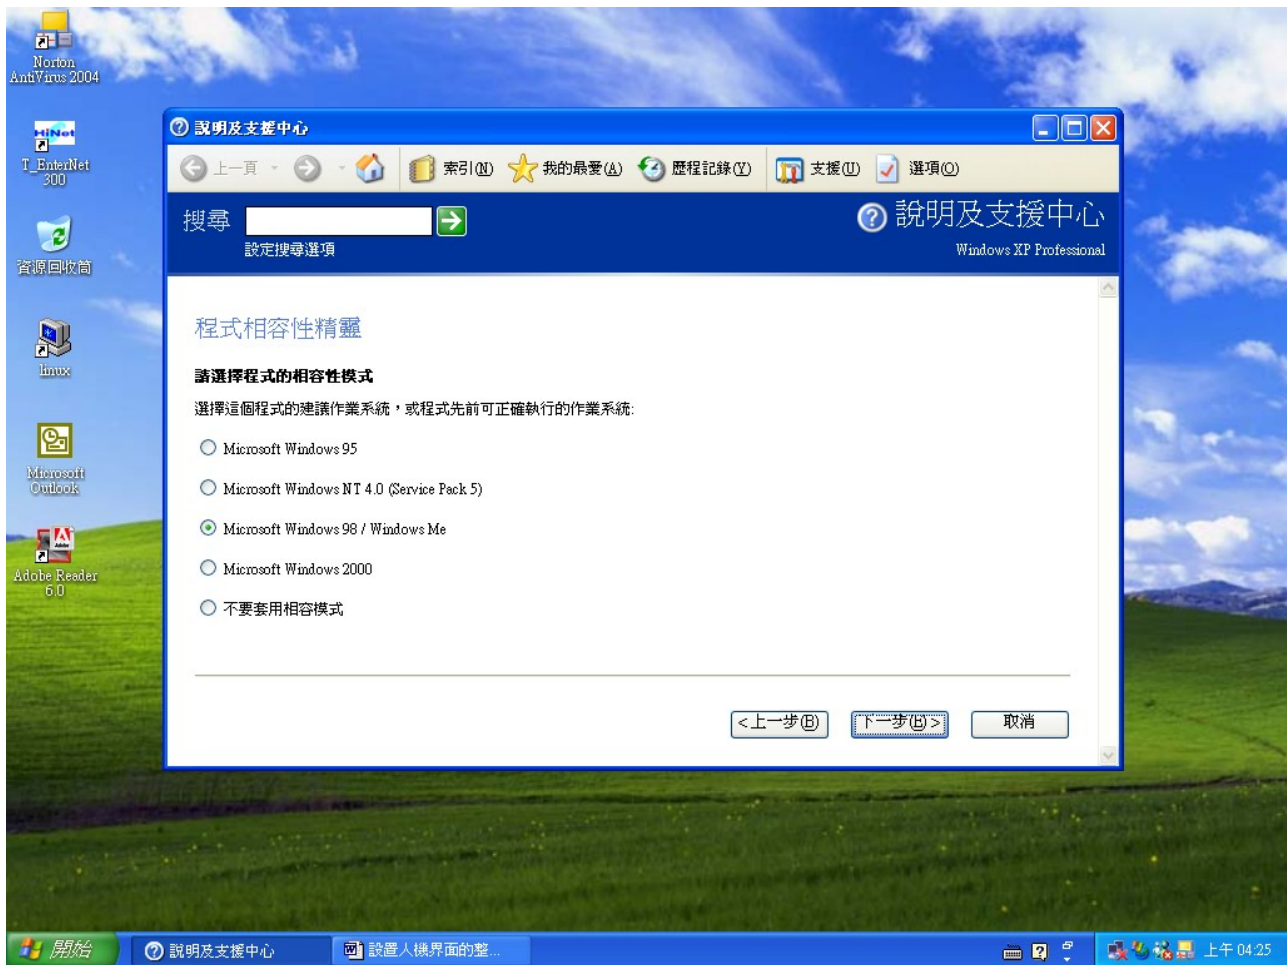 Norton
AntiVirus 2004
HiNet
T_EnterNet
300
資源回收筒
linux
Microsoft
Outlook
Adobe
Adobe Reader
6.0
說明及支援中心
上一頁
索引(N)
我的最愛(A)
歷程記錄(Y)
支援(U)
選項(O)
搜尋
設定搜尋選項
說明及支援中心
Windows XP Professional
程式相容性精靈
請選擇程式的相容性模式
選擇這個程式的建議作業系統，或程式先前可正確執行的作業系統:
Microsoft Windows 95
Microsoft Windows NT 4.0 (Service Pack 5)
Microsoft Windows 98 / Windows Me
Microsoft Windows 2000
不要套用相容模式
<上一步(B)
下一步(E)>
取消
開始
說明及支援中心
設置人機界面的整...
上午 04:25